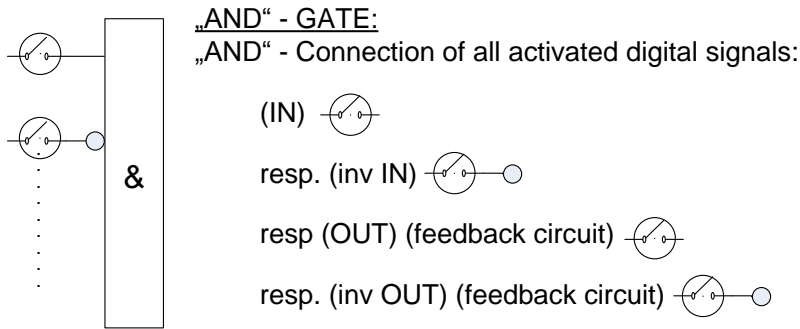 „AND“ - GATE:
„AND“ - Connection of all activated digital signals:
(IN)
resp. (inv IN)
&
resp (OUT) (feedback circuit)
resp. (inv OUT) (feedback circuit)